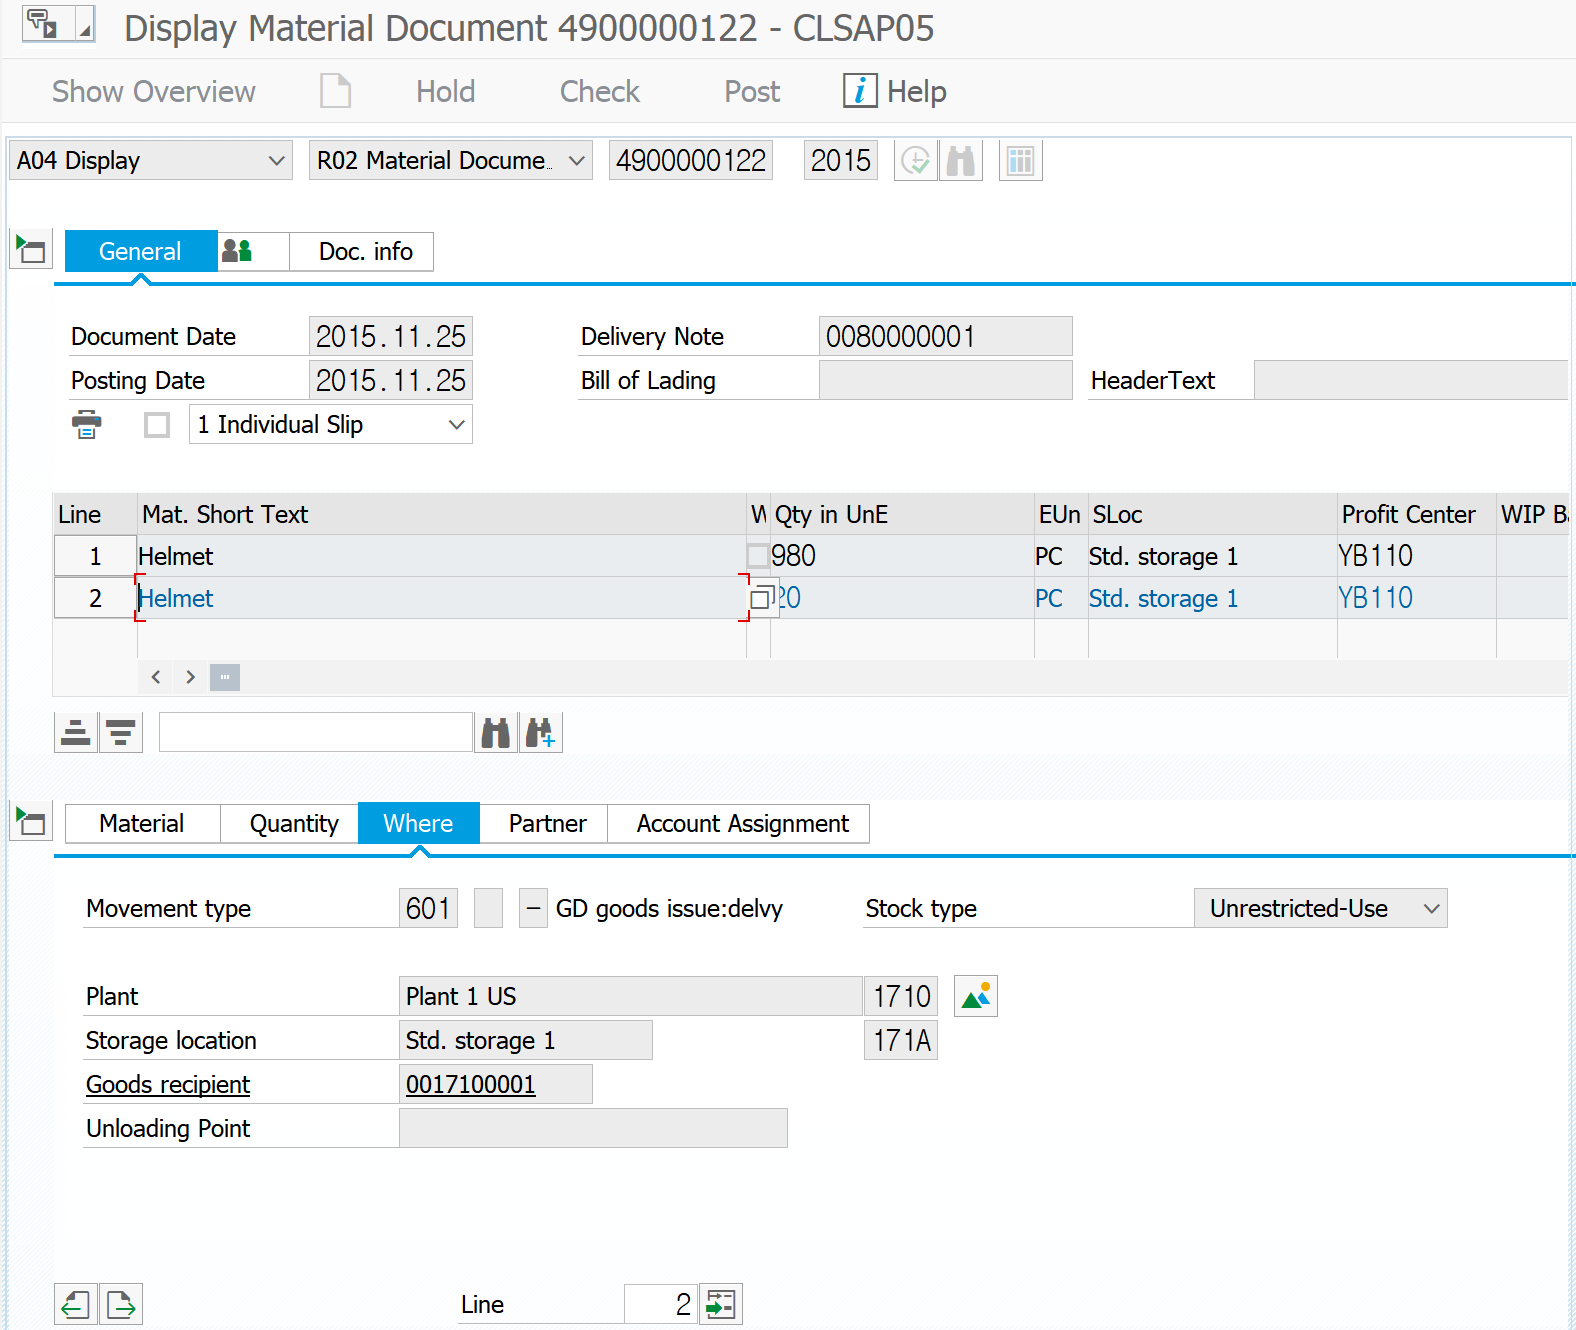 Display Material Document 4900000122 - CLSAP05
Show Overview Hold Check Post i Help
A04 Display R02 Material Docume... 4900000122 2015
General Doc. info
Document Date 2015.11.25 Delivery Note 0080000001
Posting Date 2015.11.25 Bill of Lading HeaderText
1 Individual Slip
Line Mat. Short Text W Qty in UnE EUn SLoc Profit Center WIP Ba
1 Helmet 980 PC Std. storage 1 YB110
2 Helmet 20 PC Std. storage 1 YB110
Material Quantity Where Partner Account Assignment
Movement type 601 – GD goods issue:delvy Stock type Unrestricted-Use
Plant Plant 1 US 1710
Storage location Std. storage 1 171A
Goods recipient 0017100001
Unloading Point
Line 2